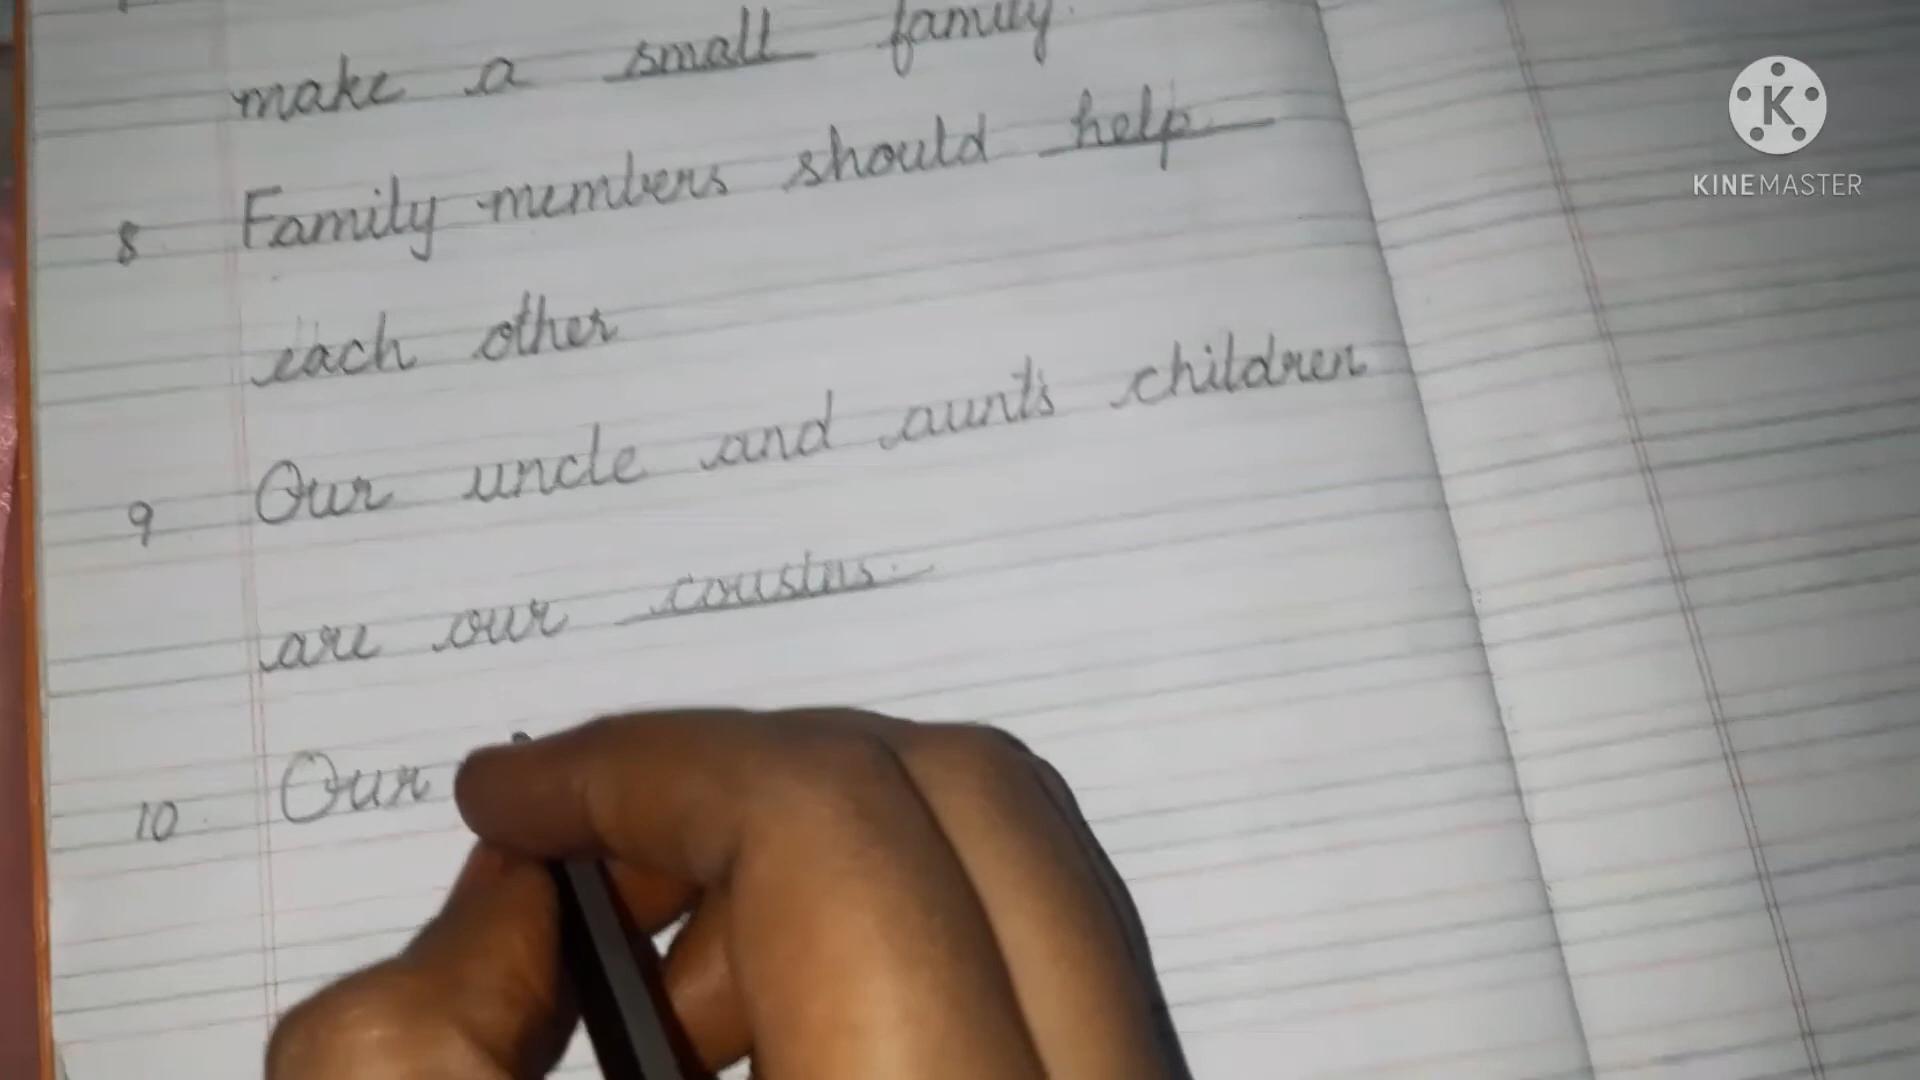 make a small family.
8 Family members should help
each other
9 Our uncle and aunt's children
are our cousins.
10 Our
K
KINEMASTER